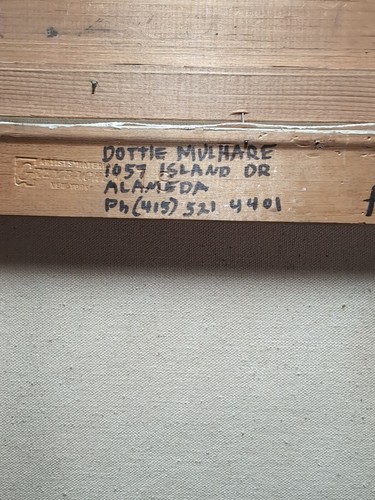 DOTTIE MULHARE
1057 ISLAND DR
ALAMEDA
Ph (415) 521 4401